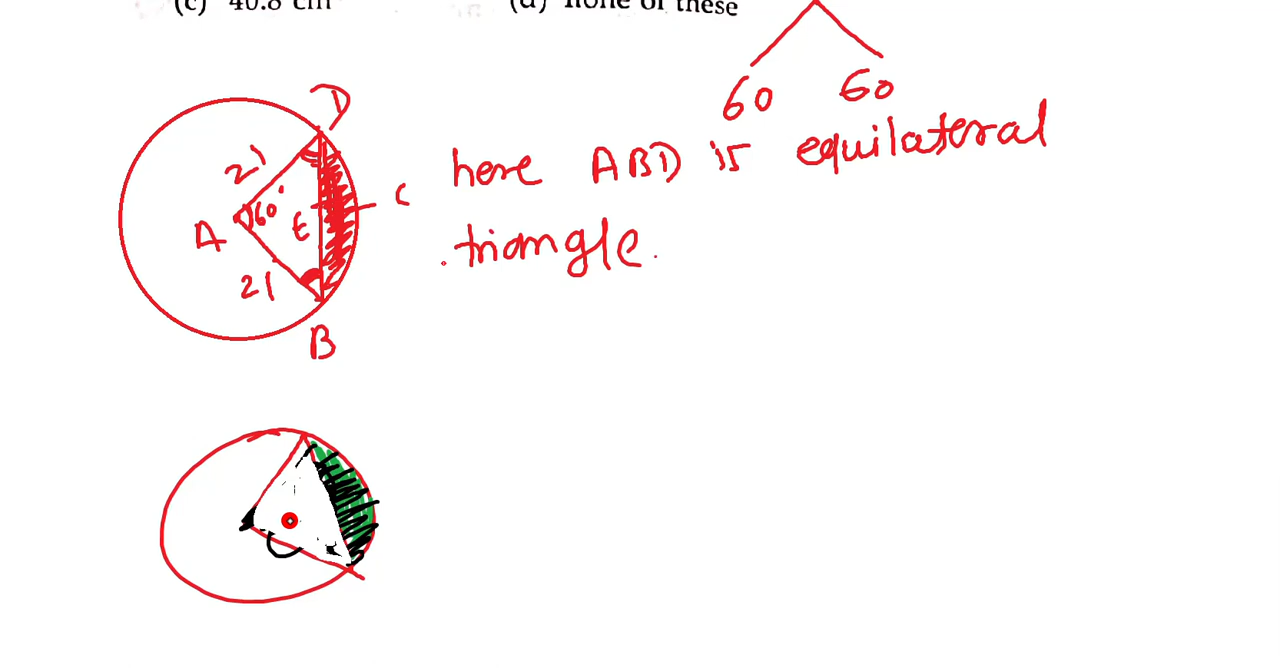 (c) 40.8 cm (d) none of these
60 60
D
21
here ABD is equilateral
60°
A E C
triangle.
21
B